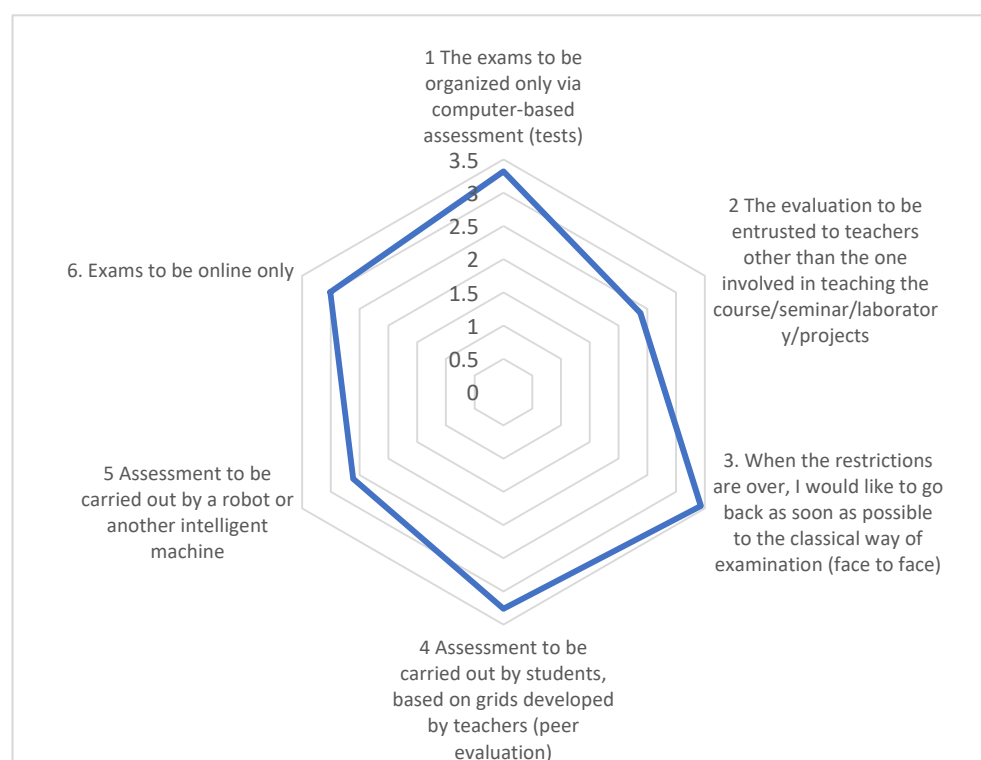 1 The exams to be
organized only via
computer-based
assessment (tests)
3.5
3
2.5
2
1.5
1
0.5
0
2 The evaluation to be
entrusted to teachers
other than the one
involved in teaching the
course/seminar/laborator
y/projects
3. When the restrictions
are over, I would like to go
back as soon as possible
to the classical way of
examination (face to face)
4 Assessment to be
carried out by students,
based on grids developed
by teachers (peer
evaluation)
5 Assessment to be
carried out by a robot or
another intelligent
machine
6. Exams to be online only